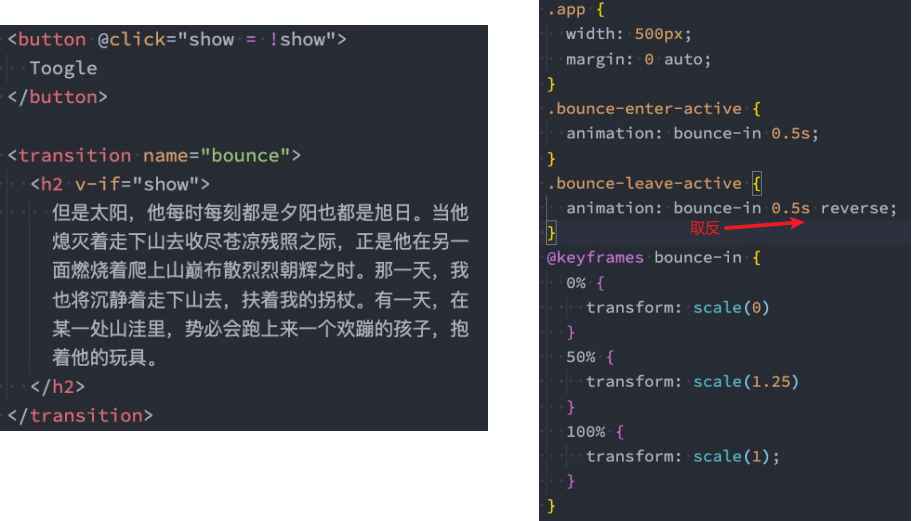 <button @click="show = !show">
Toogle
</button>
<transition name="bounce">
<h2 v-if="show">
但是太阳，他每时每刻都是夕阳也都是旭日。当他
熄灭着走下山去收尽苍凉残照之际，正是他在另一
面燃烧着爬上山巅布散烈烈朝辉之时。那一天，我
也将沉静着走下山去，扶着我的拐杖。有一天，在
某一处山洼里，势必会跑上来一个欢蹦的孩子，抱
着他的玩具。
</h2>
</transition>
.app {
width: 500px;
margin: 0 auto;
}
.bounce-enter-active {
animation: bounce-in 0.5s;
}
.bounce-leave-active {
animation: bounce-in 0.5s reverse;
取反
}
@keyframes bounce-in {
0% {
transform: scale(0)
}
50% {
transform: scale(1.25)
}
100% {
transform: scale(1);
}
}